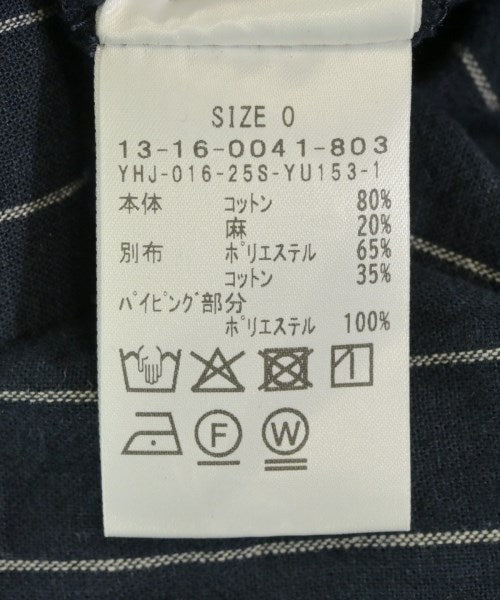 SIZE 0
13-16-0041-803
YHJ-016-25S-YU153-1
本体 コットン 80%
麻 20%
別布 ポリエステル 65%
コットン 35%
パイピング部分
ポリエステル 100%
F W